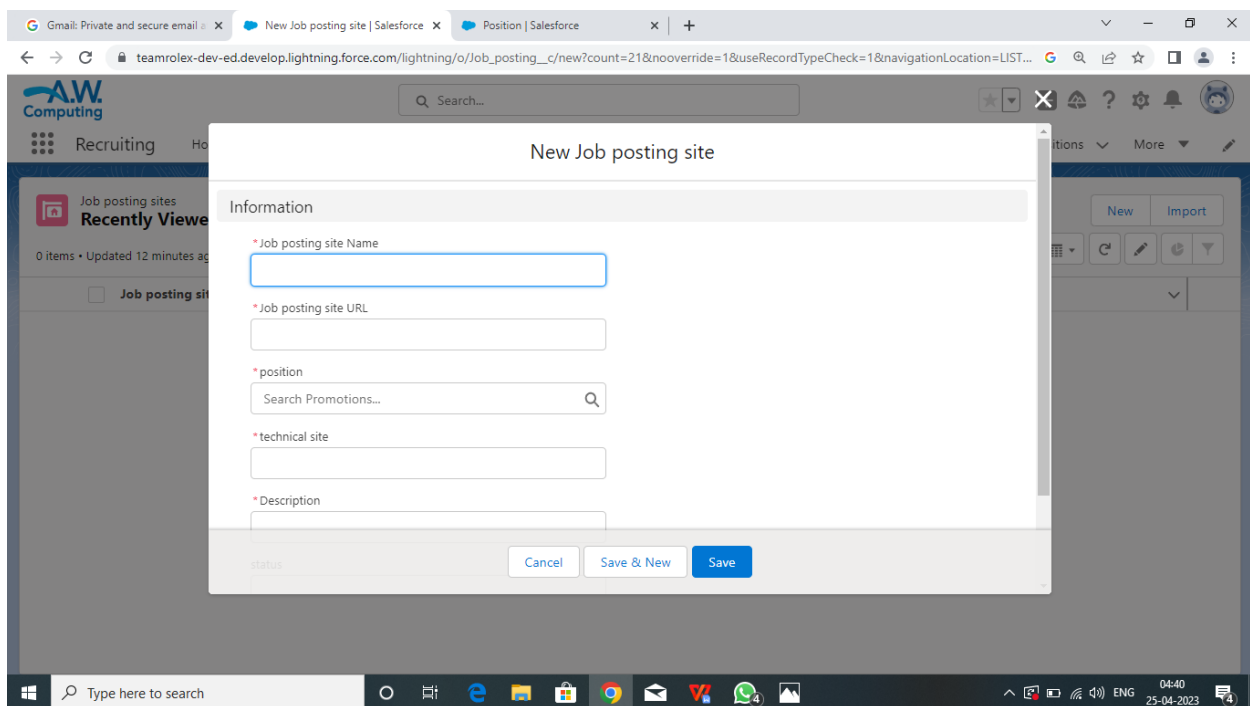 Gmail: Private and secure email a
New Job posting site | Salesforce
Position | Salesforce
teamrolex-dev-ed.develop.lightning.force.com/lightning/o/Job_posting__c/new?count=21&nooverride=1&useRecordTypeCheck=1&navigationLocation=LIST...
A.W.
Computing
Search...
Recruiting
Ho
itions
More
New Job posting site
Job posting sites
Recently Viewe
New
Import
0 items • Updated 12 minutes ag
Job posting sit
Information
*Job posting site Name
*Job posting site URL
*position
Search Promotions...
*technical site
*Description
status
Cancel
Save & New
Save
Type here to search
4
ENG
04:40
25-04-2023
4